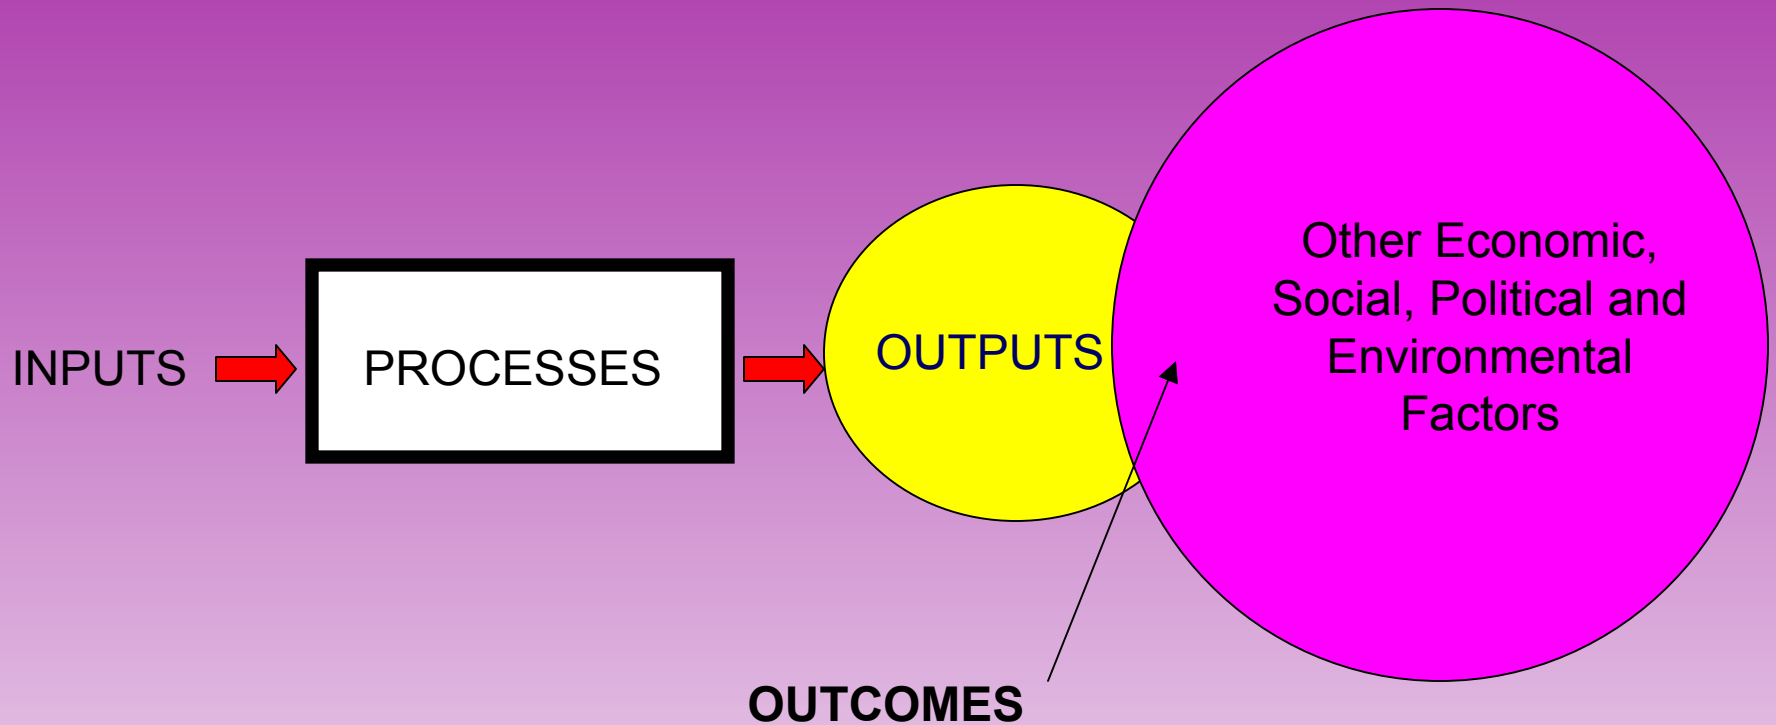 INPUTS
PROCESSES
OUTPUTS
Other Economic,
Social, Political and
Environmental
Factors
OUTCOMES